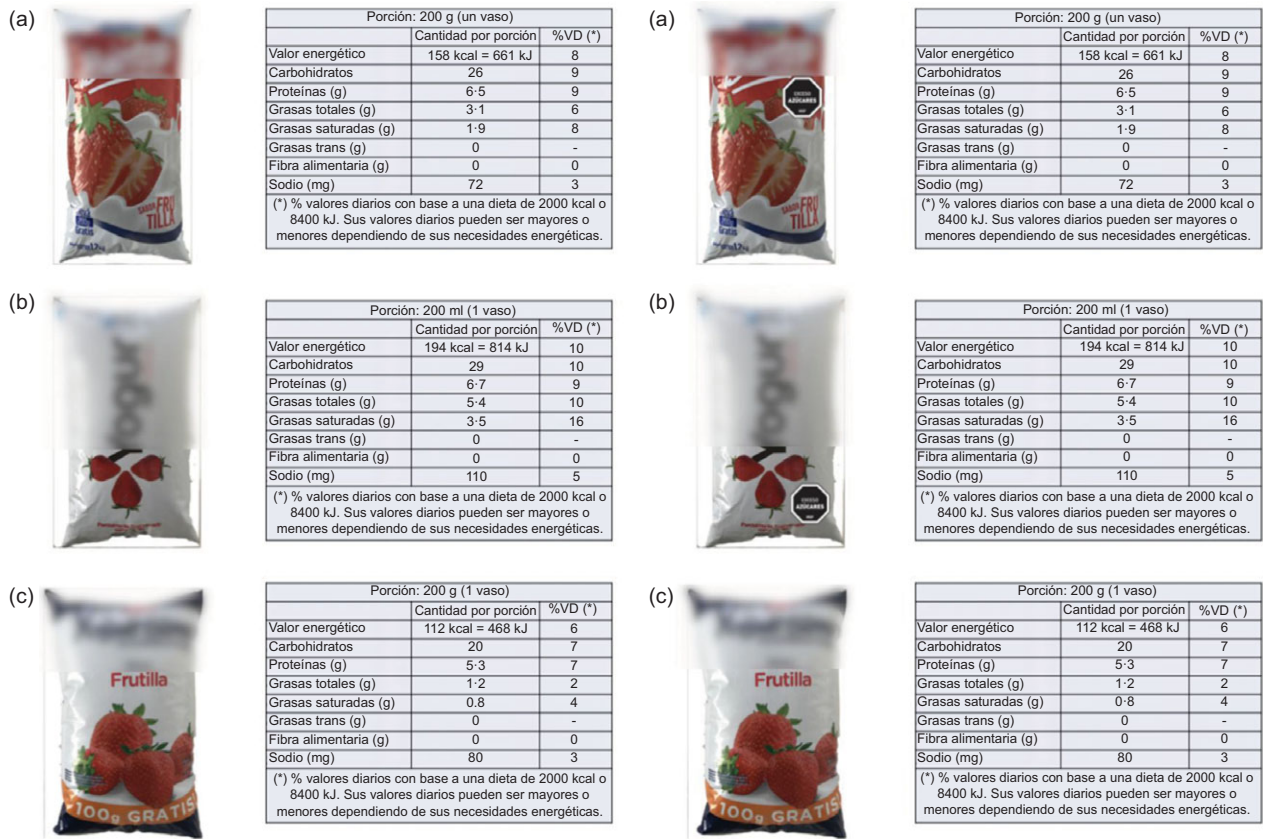 (a)
SABOR FRU
TILLA
Gratis
Porción: 200 g (un vaso)
Cantidad por porción %VD (*)
Valor energético 158 kcal = 661 kJ 8
Carbohidratos 26 9
Proteínas (g) 6·5 9
Grasas totales (g) 3·1 6
Grasas saturadas (g) 1·9 8
Grasas trans (g) 0 -
Fibra alimentaria (g) 0 0
Sodio (mg) 72 3
(*) % valores diarios con base a una dieta de 2000 kcal o
8400 kJ. Sus valores diarios pueden ser mayores o
menores dependiendo de sus necesidades energéticas.
(a)
EXCESO
AZÚCARES
SABOR FRU
TILLA
Gratis
Porción: 200 g (un vaso)
Cantidad por porción %VD (*)
Valor energético 158 kcal = 661 kJ 8
Carbohidratos 26 9
Proteínas (g) 6·5 9
Grasas totales (g) 3·1 6
Grasas saturadas (g) 1·9 8
Grasas trans (g) 0 -
Fibra alimentaria (g) 0 0
Sodio (mg) 72 3
(*) % valores diarios con base a una dieta de 2000 kcal o
8400 kJ. Sus valores diarios pueden ser mayores o
menores dependiendo de sus necesidades energéticas.
(b)
Yogur
Porción: 200 ml (1 vaso)
Cantidad por porción %VD (*)
Valor energético 194 kcal = 814 kJ 10
Carbohidratos 29 10
Proteínas (g) 6·7 9
Grasas totales (g) 5·4 10
Grasas saturadas (g) 3·5 16
Grasas trans (g) 0 -
Fibra alimentaria (g) 0 0
Sodio (mg) 110 5
(*) % valores diarios con base a una dieta de 2000 kcal o
8400 kJ. Sus valores diarios pueden ser mayores o
menores dependiendo de sus necesidades energéticas.
(b)
Yogur
EXCESO
AZÚCARES
Porción: 200 ml (1 vaso)
Cantidad por porción %VD (*)
Valor energético 194 kcal = 814 kJ 10
Carbohidratos 29 10
Proteínas (g) 6·7 9
Grasas totales (g) 5·4 10
Grasas saturadas (g) 3·5 16
Grasas trans (g) 0 -
Fibra alimentaria (g) 0 0
Sodio (mg) 110 5
(*) % valores diarios con base a una dieta de 2000 kcal o
8400 kJ. Sus valores diarios pueden ser mayores o
menores dependiendo de sus necesidades energéticas.
(c)
Frutilla
+100g GRATIS
Porción: 200 g (1 vaso)
Cantidad por porción %VD (*)
Valor energético 112 kcal = 468 kJ 6
Carbohidratos 20 7
Proteínas (g) 5·3 7
Grasas totales (g) 1·2 2
Grasas saturadas (g) 0.8 4
Grasas trans (g) 0 -
Fibra alimentaria (g) 0 0
Sodio (mg) 80 3
(*) % valores diarios con base a una dieta de 2000 kcal o
8400 kJ. Sus valores diarios pueden ser mayores o
menores dependiendo de sus necesidades energéticas.
(c)
Frutilla
+100g GRATIS
Porción: 200 g (1 vaso)
Cantidad por porción %VD (*)
Valor energético 112 kcal = 468 kJ 6
Carbohidratos 20 7
Proteínas (g) 5·3 7
Grasas totales (g) 1·2 2
Grasas saturadas (g) 0·8 4
Grasas trans (g) 0 -
Fibra alimentaria (g) 0 0
Sodio (mg) 80 3
(*) % valores diarios con base a una dieta de 2000 kcal o
8400 kJ. Sus valores diarios pueden ser mayores o
menores dependiendo de sus necesidades energéticas.